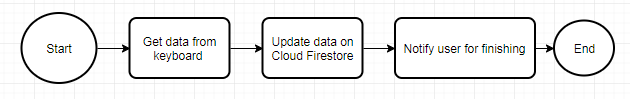 Start
Get data from
keyboard
Update data on
Cloud Firestore
Notify user for finishing
End